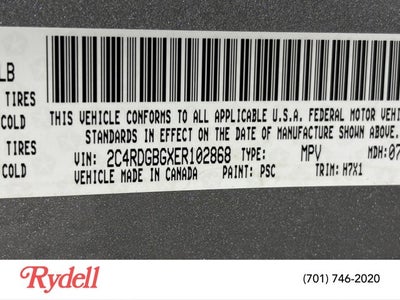 LB
TIRES
COLD
TIRES
COLD
THIS VEHICLE CONFORMS TO ALL APPLICABLE U.S.A. FEDERAL MOTOR VEHIC
STANDARDS IN EFFECT ON THE DATE OF MANUFACTURE SHOWN ABOVE.
VIN: 2C4RDGBGXER102868 TYPE: MPV MDH: 07
VEHICLE MADE IN CANADA PAINT: PSC TRIM: H7X1
Rydell
(701) 746-2020